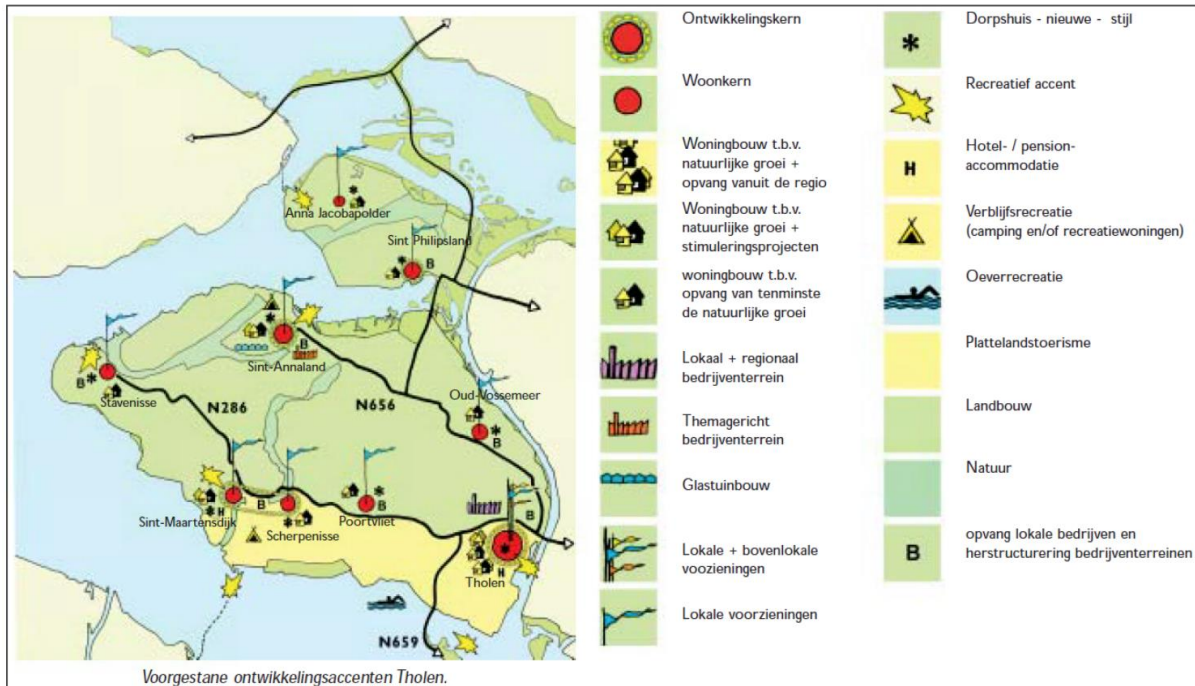 Anna Jacobapolder
Sint Philipsland
B
Sint-Annaland
B
Stavenisse
B
N286
N656
Oud-Vossemeer
B
Sint-Maartensdijk
H
B
Scherpenisse
Poortvliet
B
B
Tholen
H
N659
Voorgestane ontwikkelingsaccenten Tholen.
Ontwikkelingskern
Woonkern
Woningbouw t.b.v.
natuurlijke groei +
opvang vanuit de regio
Woningbouw t.b.v.
natuurlijke groei +
stimuleringsprojecten
woningbouw t.b.v.
opvang van tenminste
de natuurlijke groei
Lokaal + regionaal
bedrijventerrein
Themagericht
bedrijventerrein
Glastuinbouw
Lokale + bovenlokale
voozieningen
Lokale voorzieningen
Dorpshuis - nieuwe - stijl
Recreatief accent
H
Hotel- / pension-
accommodatie
Verblijfsrecreatie
(camping en/of recreatiewoningen)
Oeverrecreatie
Plattelandstoerisme
Landbouw
Natuur
B
opvang lokale bedrijven en
herstructurering bedrijventerreinen